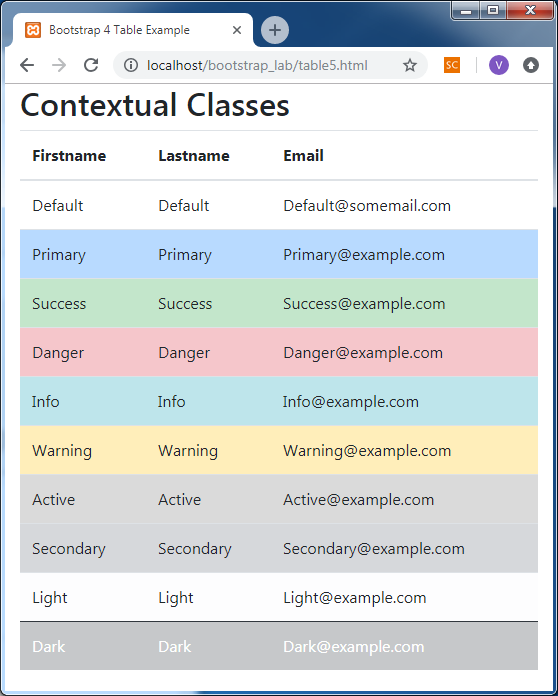 Bootstrap 4 Table Example
localhost/bootstrap_lab/table5.html
SC
V
Contextual Classes
Firstname Lastname Email
Default Default Default@somemail.com
Primary Primary Primary@example.com
Success Success Success@example.com
Danger Danger Danger@example.com
Info Info Info@example.com
Warning Warning Warning@example.com
Active Active Active@example.com
Secondary Secondary Secondary@example.com
Light Light Light@example.com
Dark Dark Dark@example.com